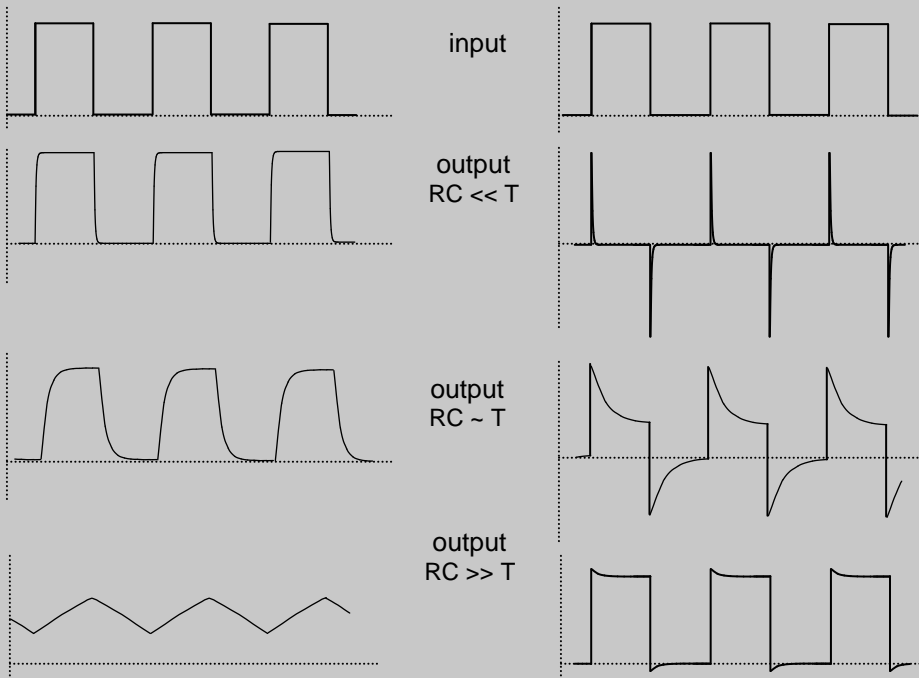 input
output
RC << T
output
RC ~ T
output
RC >> T